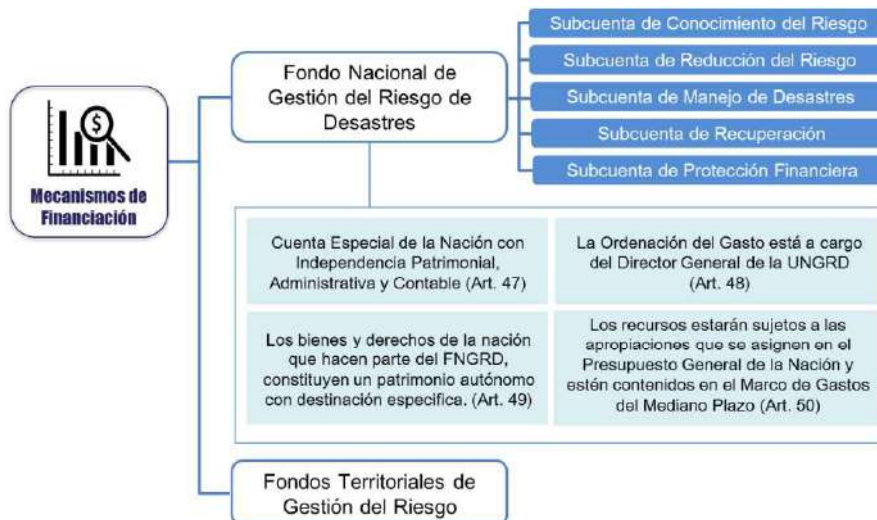 Mecanismos de
Financiación
Fondo Nacional de
Gestión del Riesgo de
Desastres
Subcuenta de Conocimiento del Riesgo
Subcuenta de Reducción del Riesgo
Subcuenta de Manejo de Desastres
Subcuenta de Recuperación
Subcuenta de Protección Financiera
Cuenta Especial de la Nación con
Independencia Patrimonial,
Administrativa y Contable (Art. 47)
La Ordenación del Gasto está a cargo
del Director General de la UNGRD
(Art. 48)
Los bienes y derechos de la nación
que hacen parte del FNGRD,
constituyen un patrimonio autónomo
con destinación especifica. (Art. 49)
Los recursos estarán sujetos a las
apropiaciones que se asignen en el
Presupuesto General de la Nación y
estén contenidos en el Marco de Gastos
del Mediano Plazo (Art. 50)
Fondos Territoriales de
Gestión del Riesgo